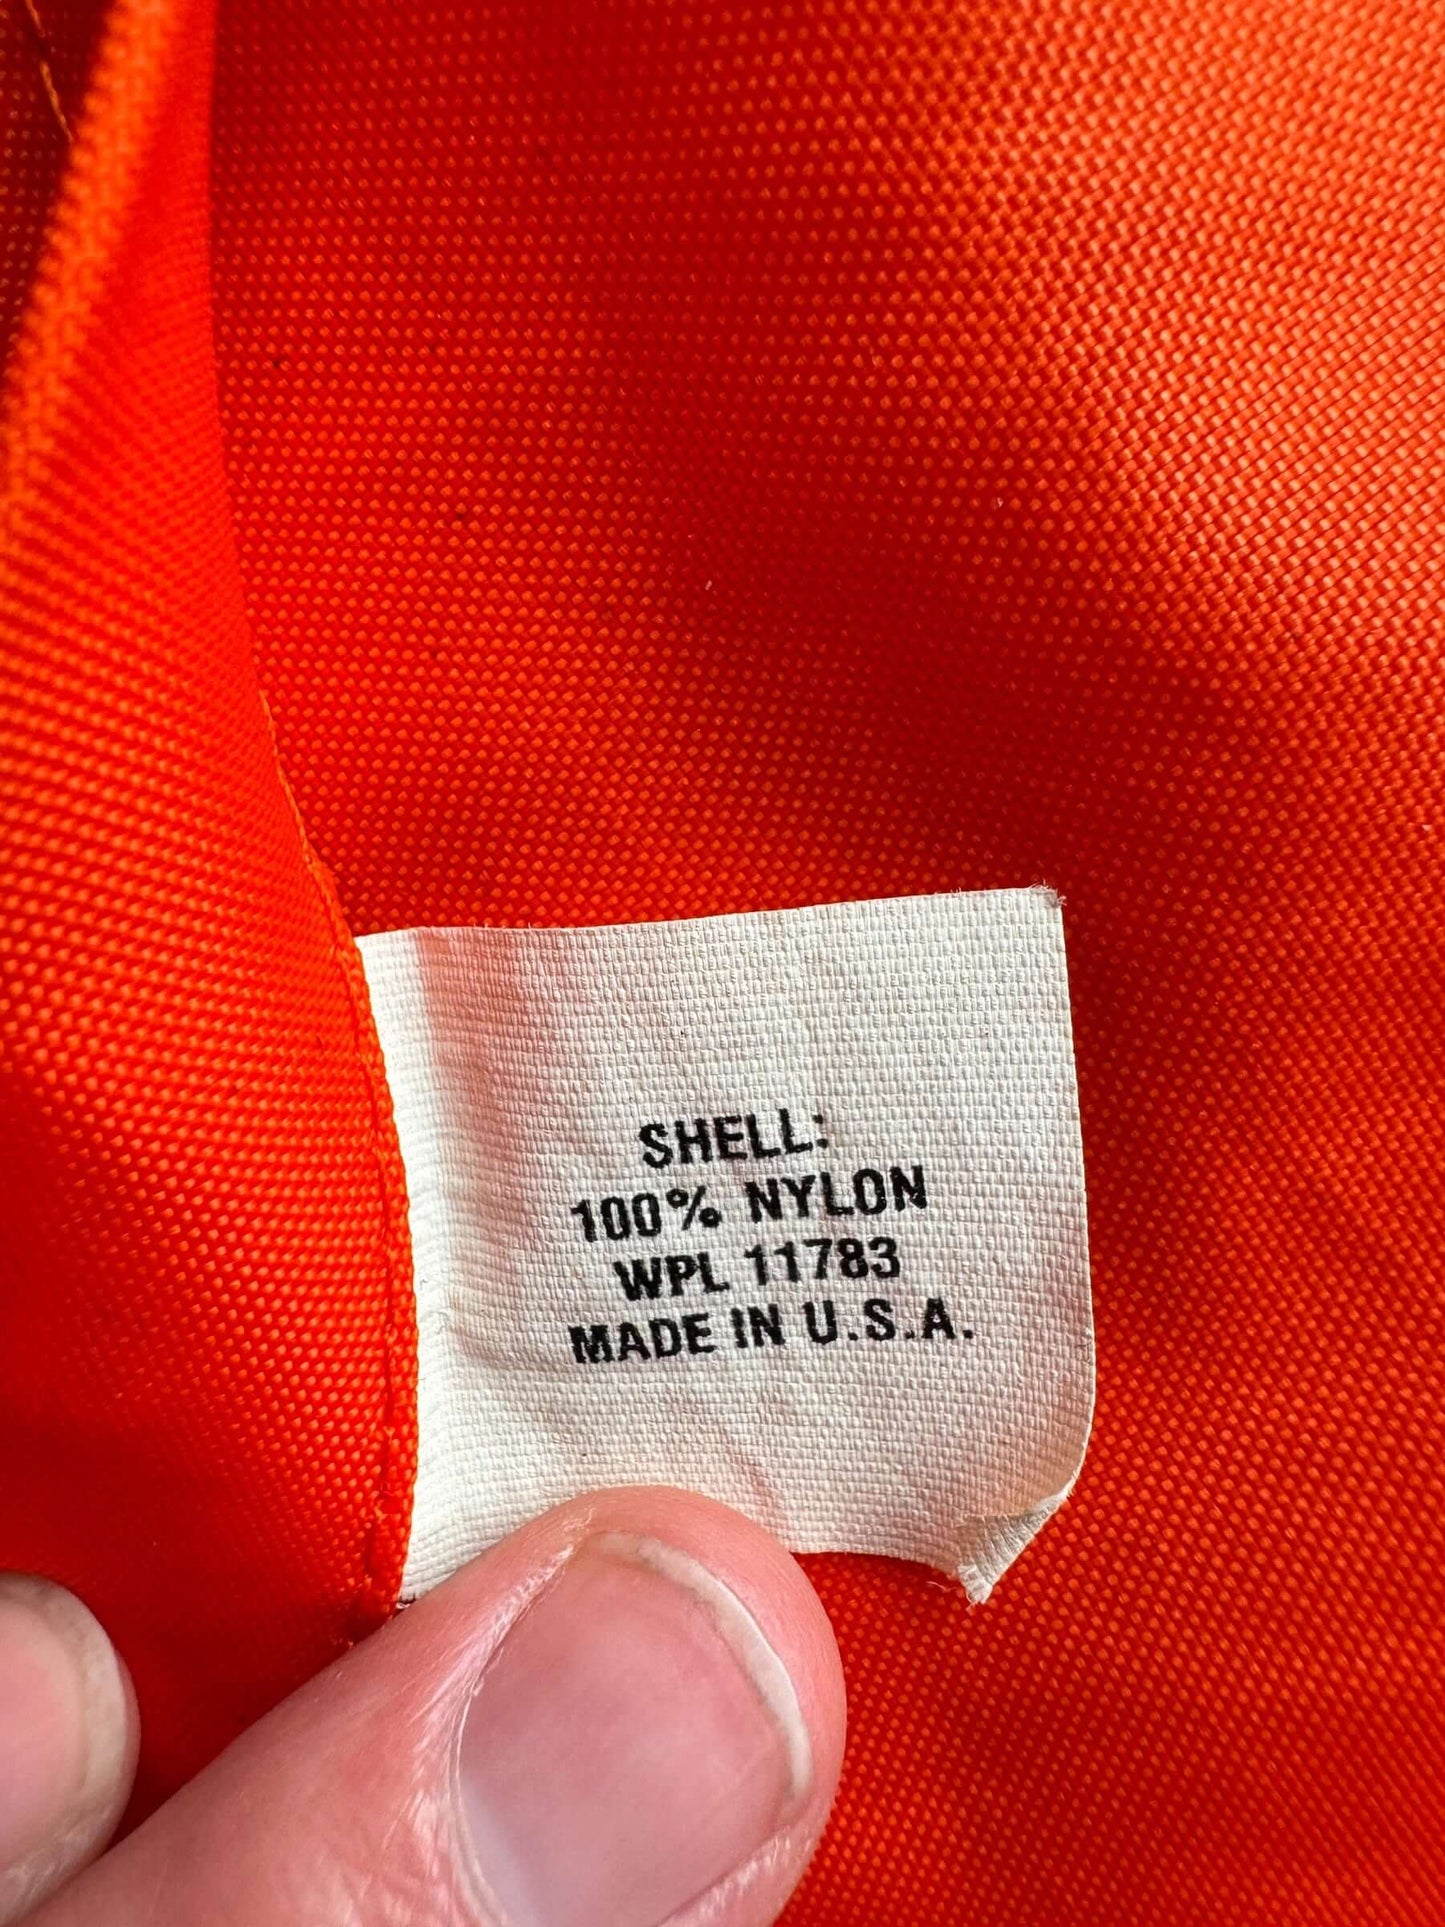 SHELL:
100% NYLON
WPL 11783
MADE IN U.S.A.